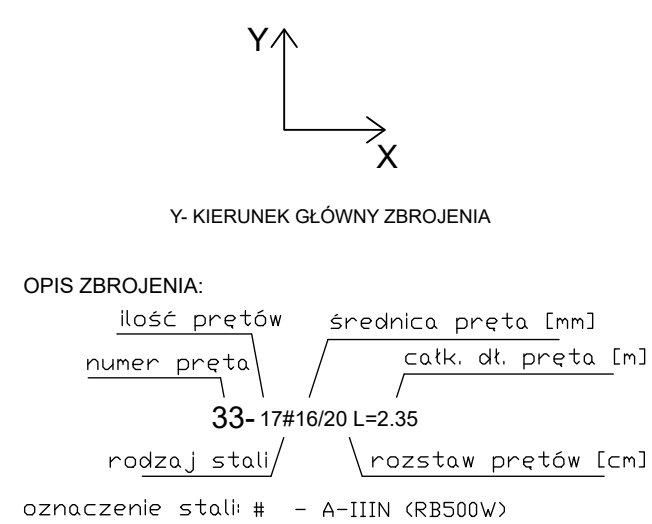 Y
X
Y- KIERUNEK GŁÓWNY ZBROJENIA
OPIS ZBROJENIA:
ilość prętów średnica pręta [mm]
numer pręta całk. dł. pręta [m]
33- 17#16/20 L=2.35
rodzaj stali rozstaw prętów [cm]
oznaczenie stali: # - A-IIIN (RB500W)